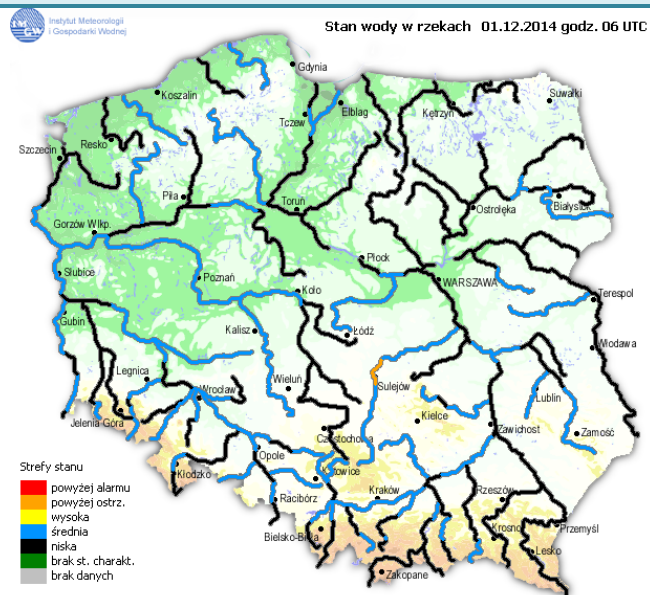 Instytut Meteorologii
i Gospodarki Wodnej
Stan wody w rzekach 01.12.2014 godz. 06 UTC
Gdynia
Koszalin
Suwałki
Tczew
Elbląg
Kętrzyn
Resko
Szczecin
Piła
Toruń
Ostrołęka
Białystok
Gorzów Wlkp.
Płock
Słubice
Poznań
WARSZAWA
Koło
Terespol
Gubin
Kalisz
Łódź
Włodawa
Legnica
Wieluń
Sulejów
Wrocław
Lublin
Kielce
Jelenia Góra
Zawichost
Zamość
Częstochowa
Opole
Strefy stanu
Kłodzko
Katowice
powyżej alarmu
Kraków
Rzeszów
powyżej ostrz.
Racibórz
wysoka
Krosno
Przemyśl
średnia
Bielsko-Biała
niska
Lesko
brak st. charakt.
Zakopane
brak danych